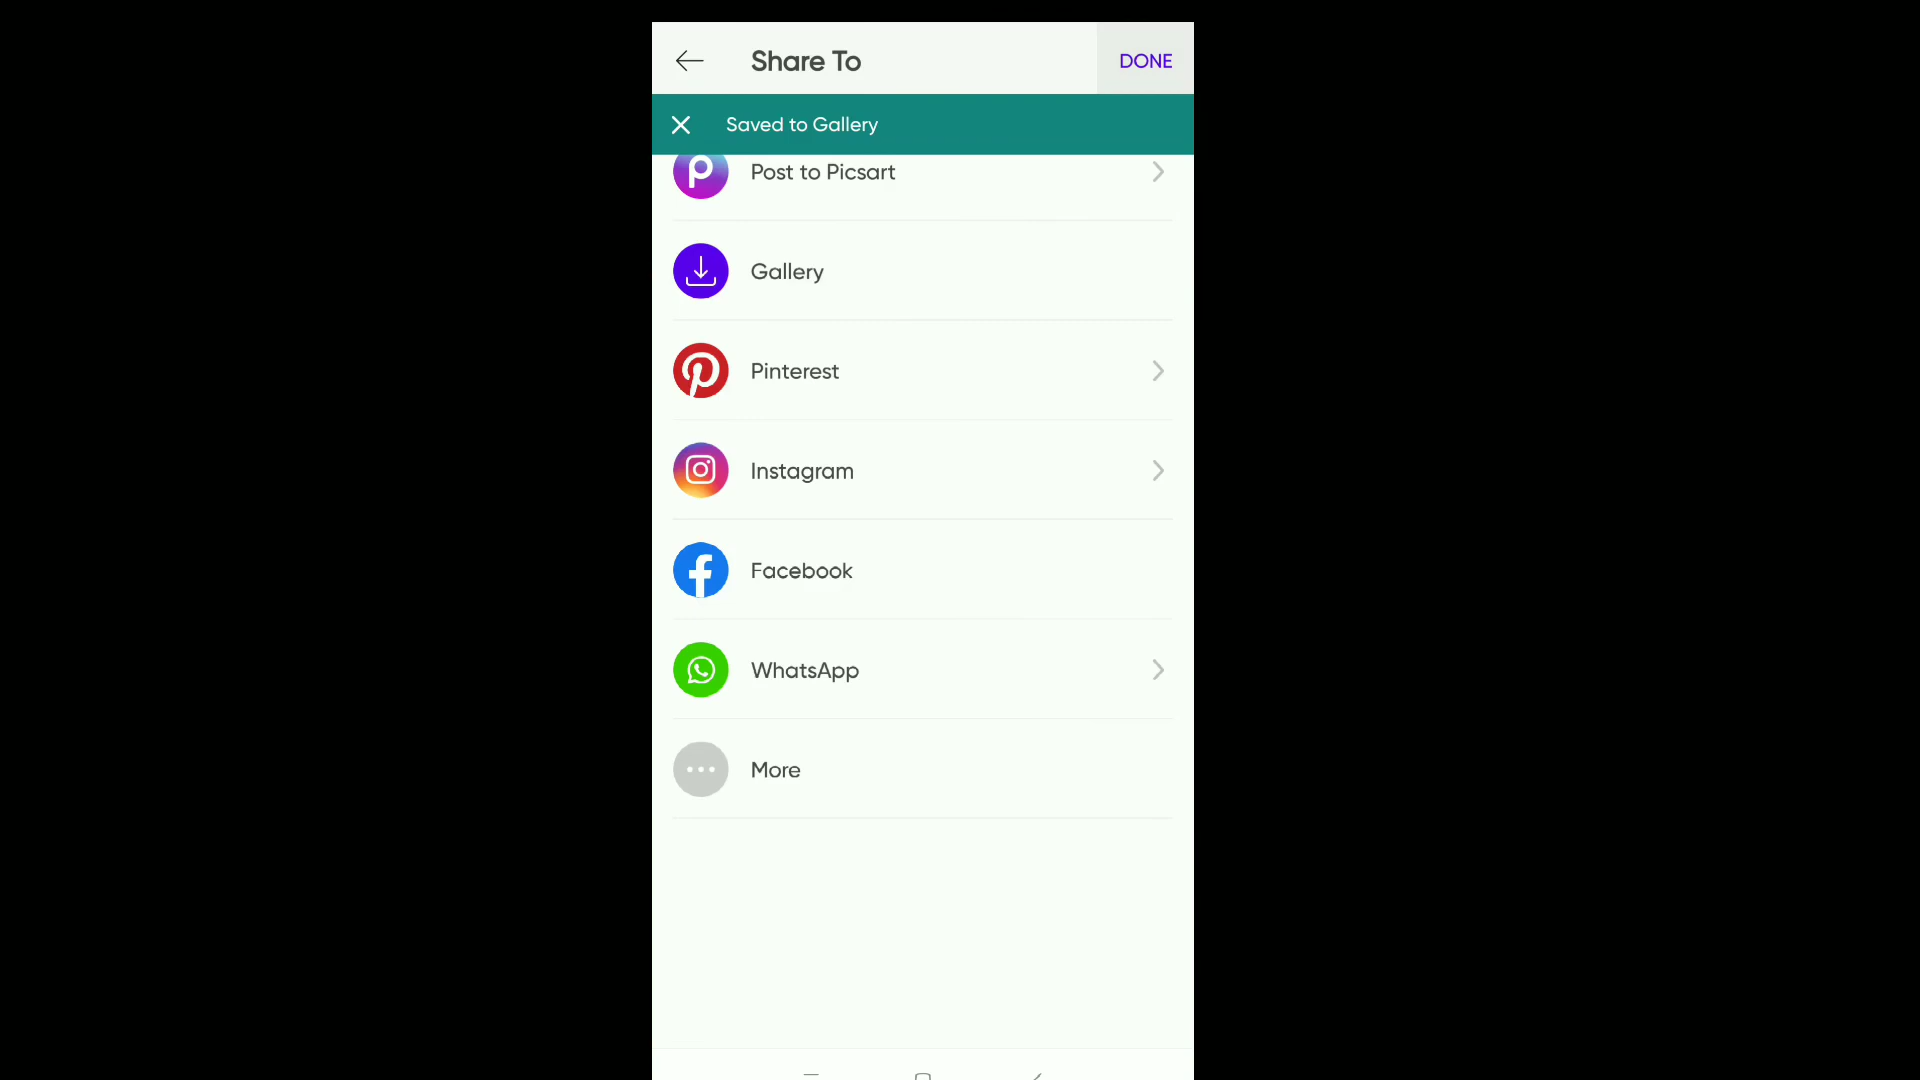 Share To
DONE
Saved to Gallery
Post to Picsart
Gallery
Pinterest
Instagram
Facebook
WhatsApp
More